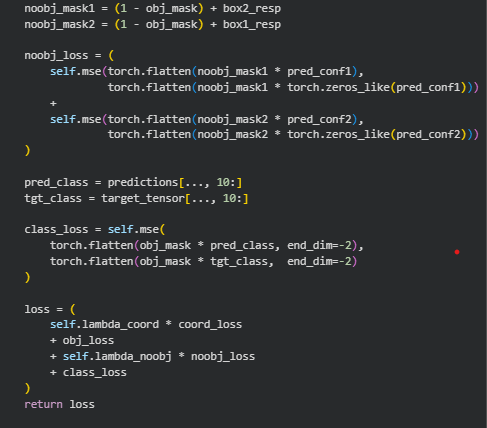 noobj_mask1 = (1 - obj_mask) + box2_resp
noobj_mask2 = (1 - obj_mask) + box1_resp
noobj_loss = (
self.mse(torch.flatten(noobj_mask1 * pred_conf1),
torch.flatten(noobj_mask1 * torch.zeros_like(pred_conf1)))
+
self.mse(torch.flatten(noobj_mask2 * pred_conf2),
torch.flatten(noobj_mask2 * torch.zeros_like(pred_conf2)))
)
pred_class = predictions[..., 10:]
tgt_class = target_tensor[..., 10:]
class_loss = self.mse(
torch.flatten(obj_mask * pred_class, end_dim=-2),
torch.flatten(obj_mask * tgt_class,  end_dim=-2)
)
loss = (
self.lambda_coord * coord_loss
+ obj_loss
+ self.lambda_noobj * noobj_loss
+ class_loss
)
return loss